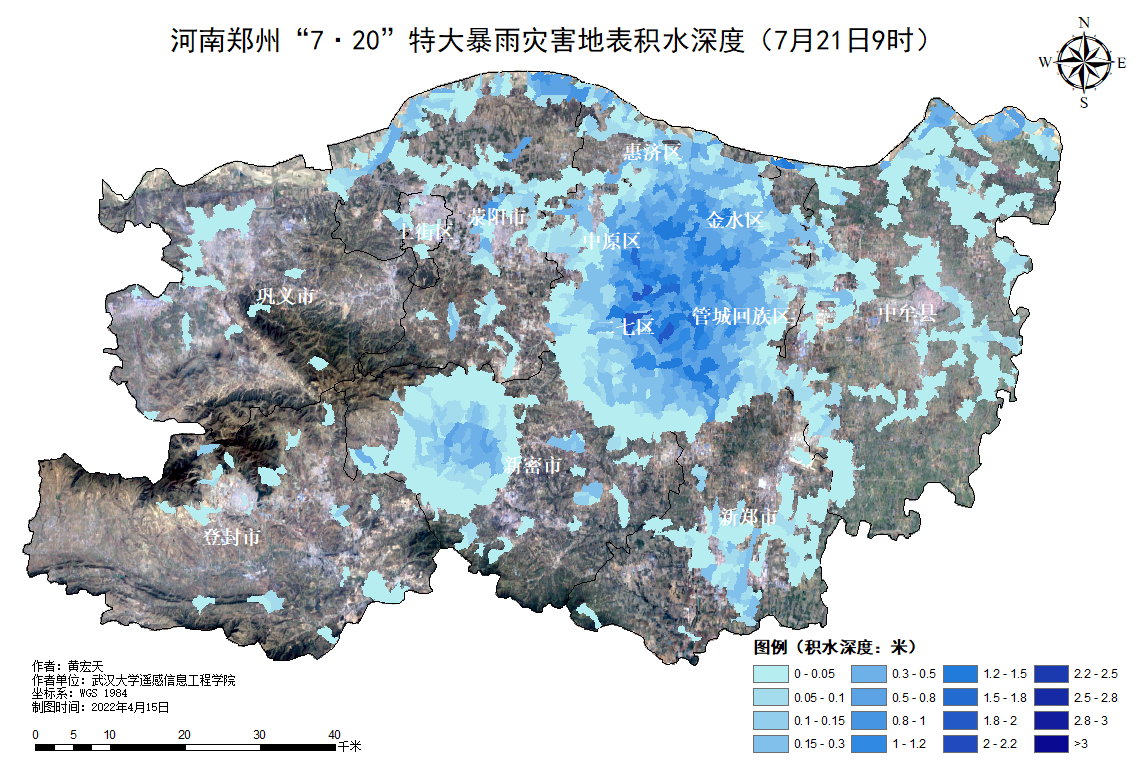 河南郑州“7·20”特大暴雨灾害地表积水深度（7月21日9时）
N
W E
S
惠济区
荥阳市
金水区
上街区
中原区
巩义市
二七区
管城回族区
中牟县
新密市
新郑市
登封市
图例（积水深度：米）
0 - 0.05
0.05 - 0.1
0.1 - 0.15
0.15 - 0.3
0.3 - 0.5
0.5 - 0.8
0.8 - 1
1 - 1.2
1.2 - 1.5
1.5 - 1.8
1.8 - 2
2 - 2.2
2.2 - 2.5
2.5 - 2.8
2.8 - 3
>3
作者：黄宏天
作者单位：武汉大学遥感信息工程学院
坐标系：WGS 1984
制图时间：2022年4月15日
0 5 10 20 30 40
千米